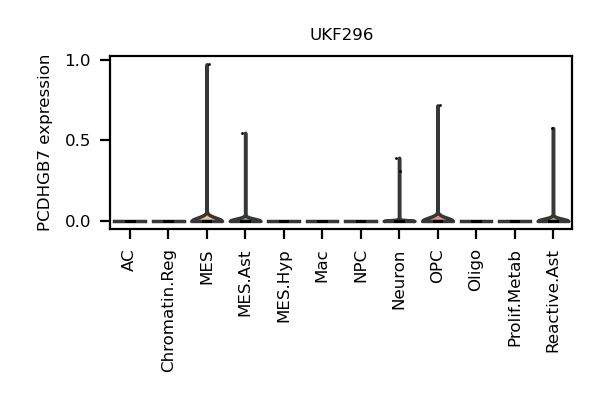 UKF296
PCDHGB7 expression
1.0
0.5
0.0
AC
Chromatin.Reg
MES
MES.Ast
MES.Hyp
Mac
NPC
Neuron
OPC
Oligo
Prolif.Metab
Reactive.Ast